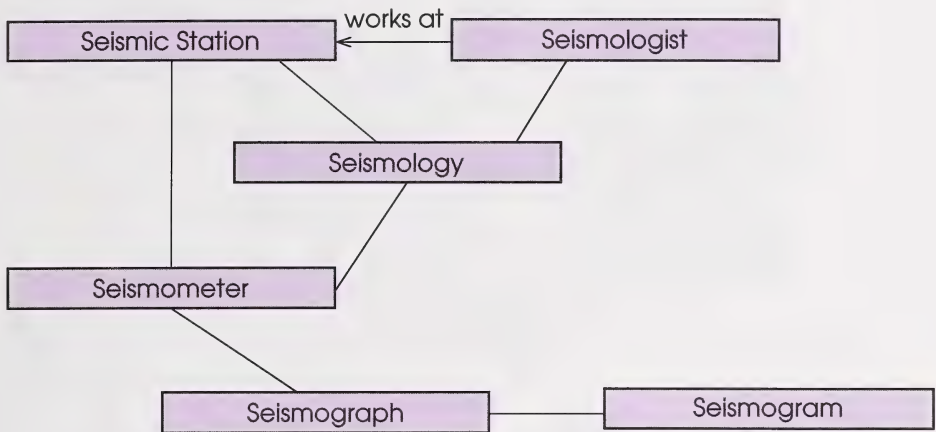 works at
Seismic Station
Seismologist
Seismology
Seismometer
Seismograph
Seismogram